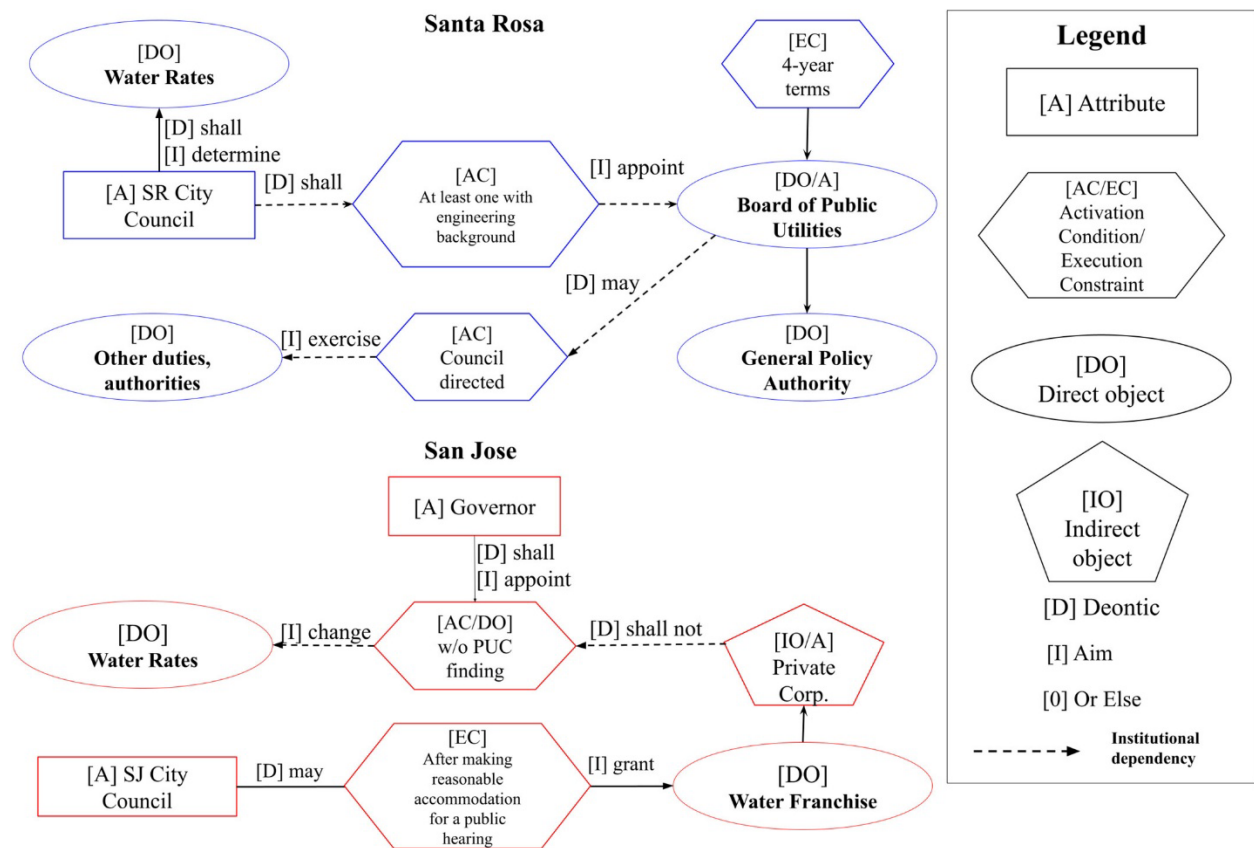 Santa Rosa
[DO]
Water Rates
[D] shall
[I] determine
[A] SR City
Council
[D] shall
[AC]
At least one with
engineering
background
[I] appoint
[EC]
4-year
terms
[DO/A]
Board of Public
Utilities
[D] may
[DO]
Other duties,
authorities
[I] exercise
[AC]
Council
directed
[DO]
General Policy
Authority
San Jose
[A] Governor
[D] shall
[I] appoint
[DO]
Water Rates
[I] change
[AC/DO]
w/o PUC
finding
[D] shall not
[IO/A]
Private
Corp.
[A] SJ City
Council
[D] may
[EC]
After making
reasonable
accommodation
for a public
hearing
[I] grant
[DO]
Water Franchise
Legend
[A] Attribute
[AC/EC]
Activation
Condition/
Execution
Constraint
[DO]
Direct object
[IO]
Indirect
object
[D] Deontic
[I] Aim
[0] Or Else
Institutional
dependency